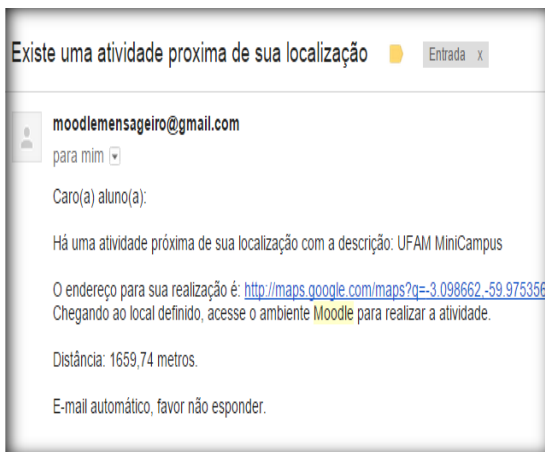 Existe uma atividade proxima de sua localização
Entrada x
moodlemensageiro@gmail.com
para mim
Caro(a) aluno(a):
Há uma atividade próxima de sua localização com a descrição: UFAM MiniCampus
O endereço para sua realização é: http://maps.google.com/maps?q=-3.098662,-59.975356
Chegando ao local definido, acesse o ambiente Moodle para realizar a atividade.
Distância: 1659,74 metros.
E-mail automático, favor não esponder.